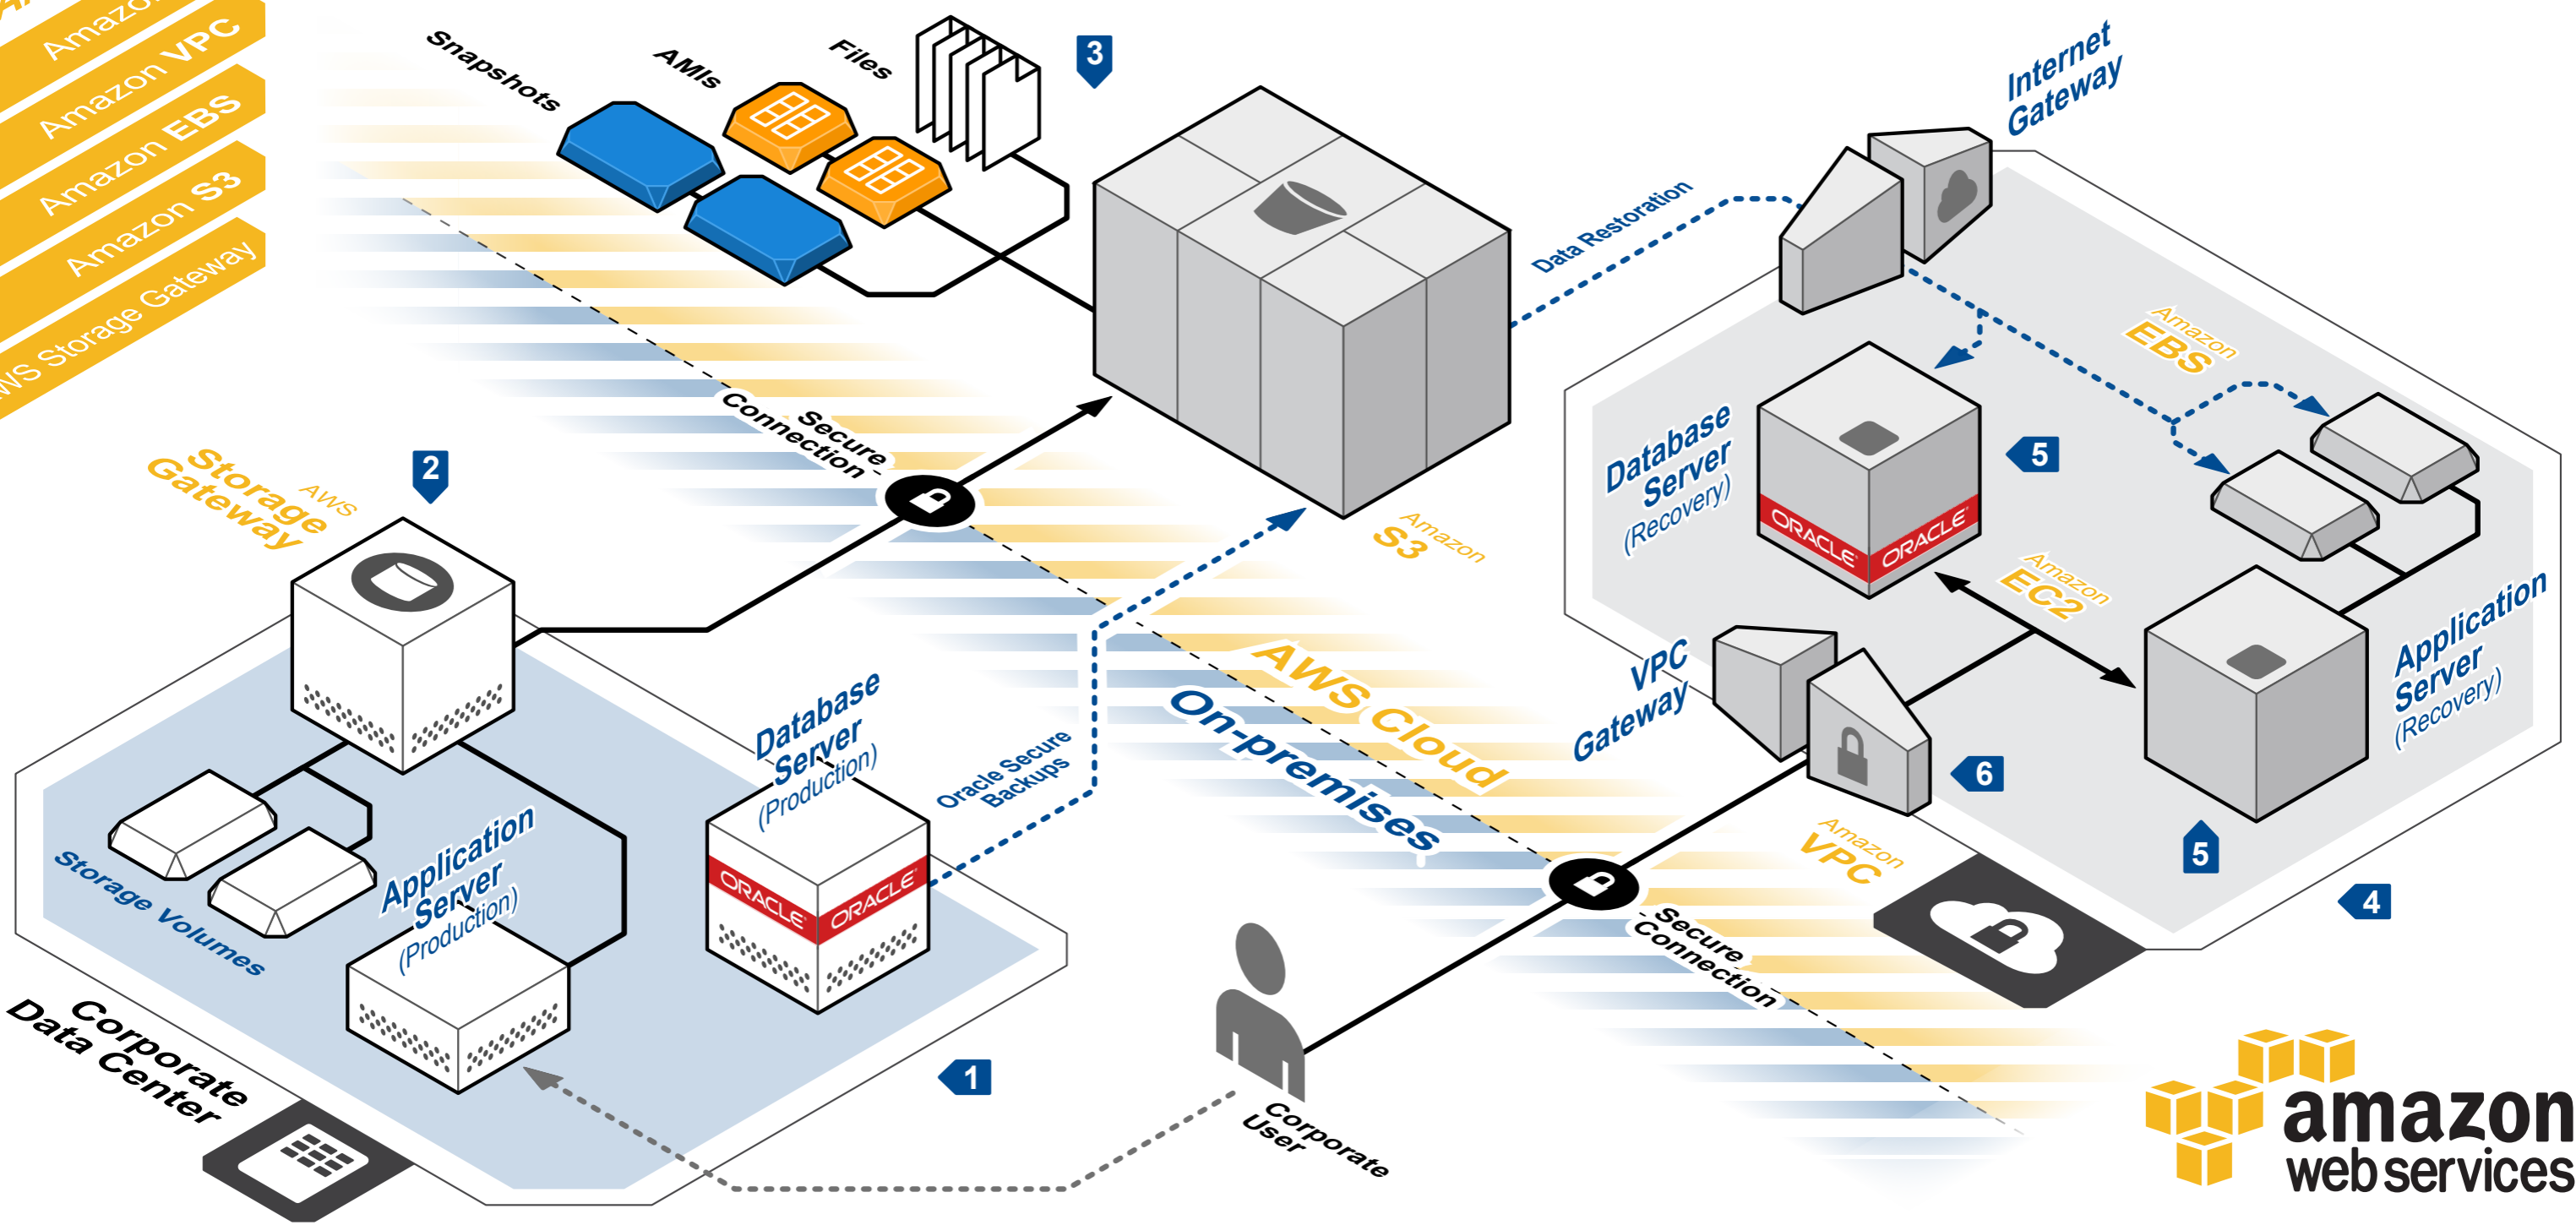 Amazon
Amazon VPC
Amazon EBS
Amazon S3
AWS Storage Gateway
Snapshots
AMIs
Files
3
Internet
Gateway
Data Restoration
Amazon
EBS
Secure
Connection
Database
Server
(Recovery)
5
ORACLE
ORACLE
Amazon
S3
Amazon
EC2
AWS
Storage
Gateway
2
Application
Server
(Recovery)
VPC
Gateway
AWS Cloud
On-premises
6
5
4
Amazon
VPC
Database
Server
(Production)
Oracle Secure
Backups
ORACLE
ORACLE
Storage Volumes
Application
Server
(Production)
Corporate
Data Center
1
Secure
Connection
Corporate
User
amazon
web services